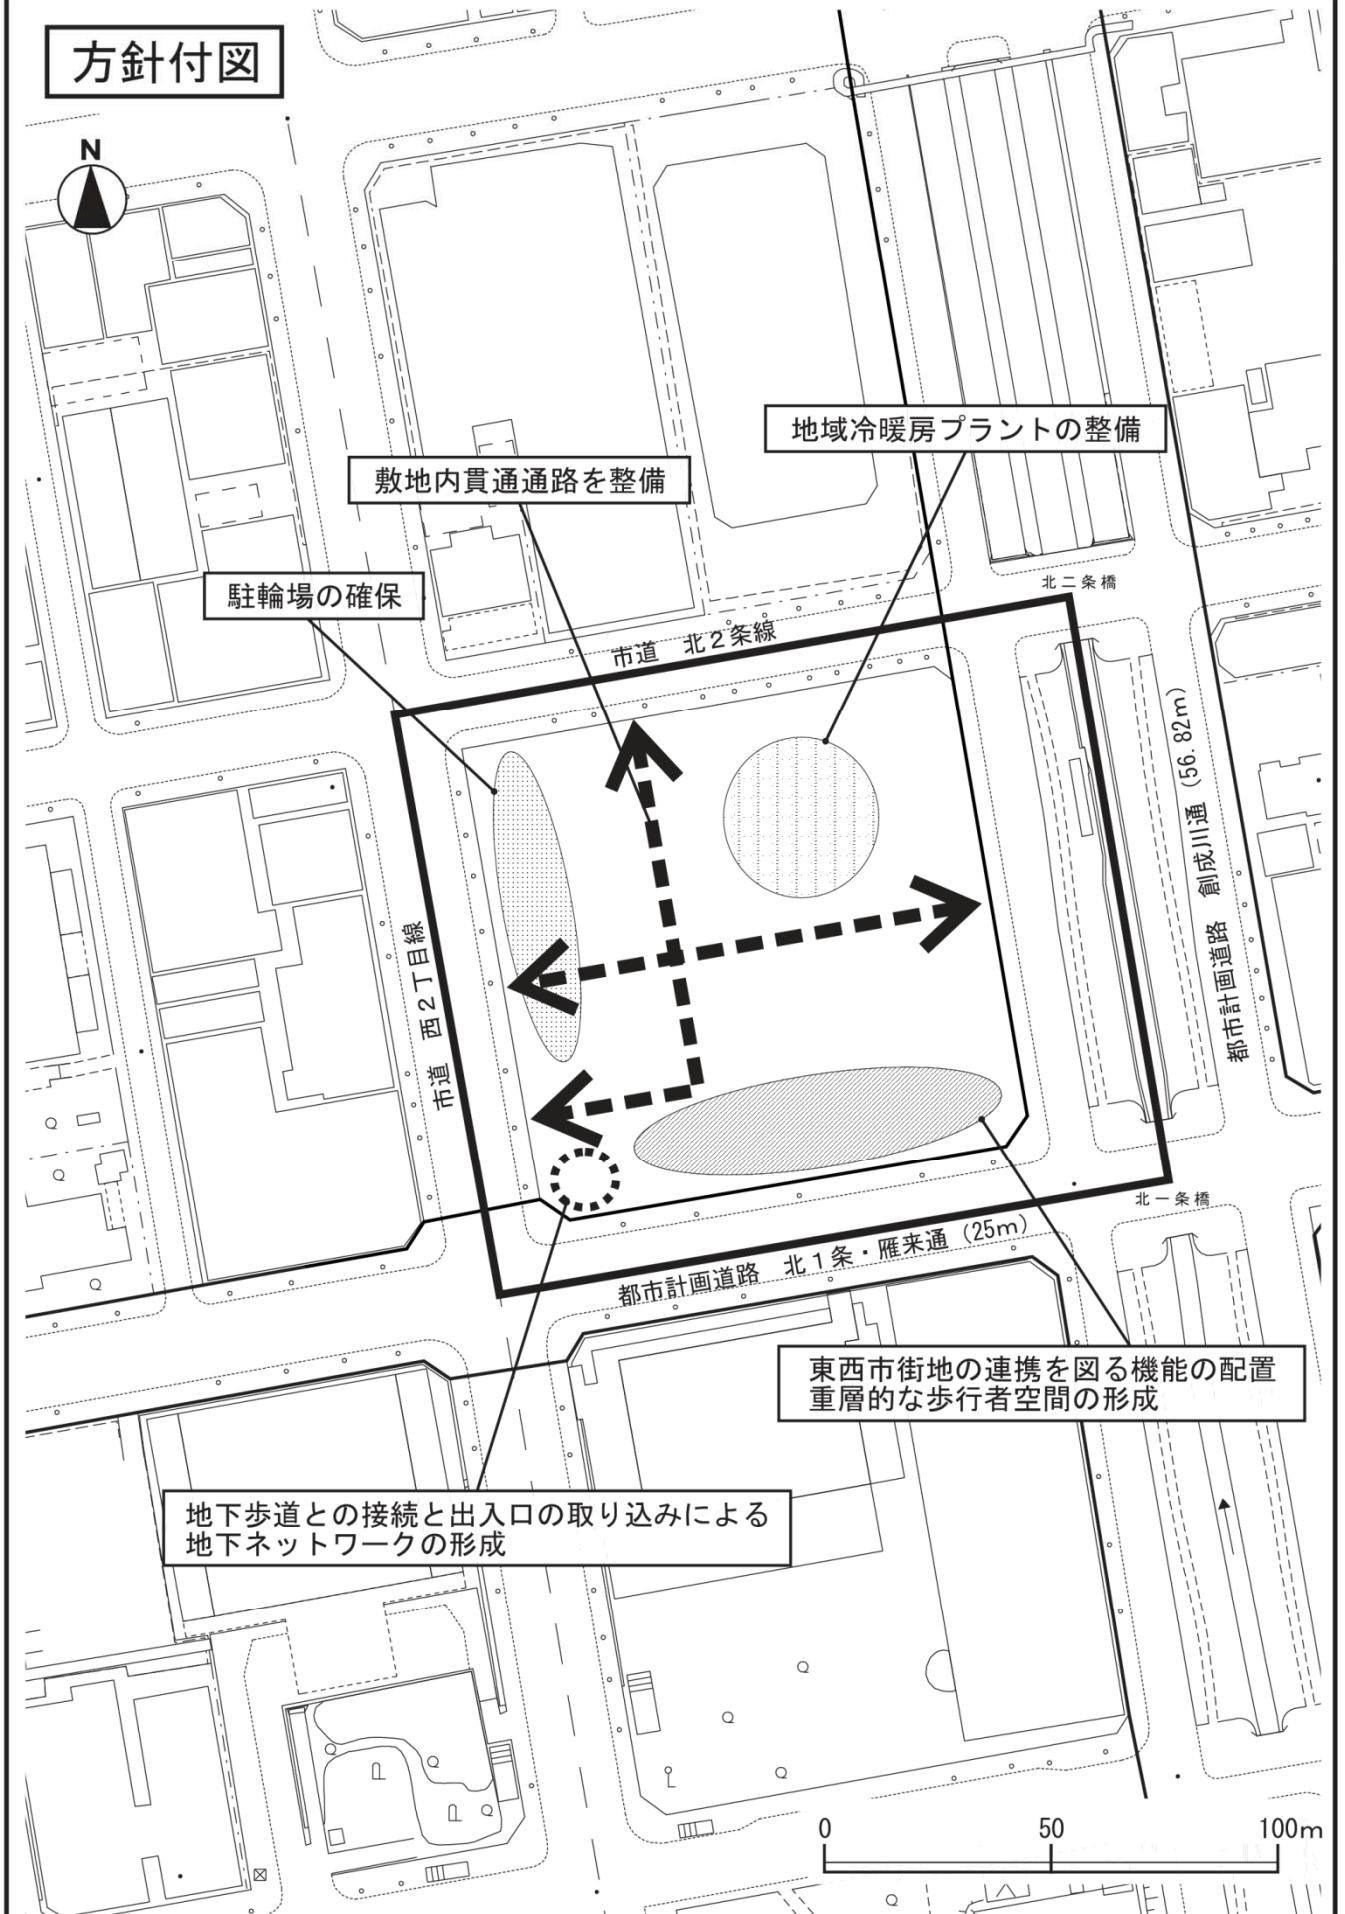 方針付図
N
地域冷暖房プラントの整備
敷地内貫通通路を整備
駐輪場の確保
北二条橋
市道　北２条線
都市計画道路　創成川通（56. 82m）
市道　西２丁目線
北一条橋
都市計画道路　北１条・雁来通（25m）
東西市街地の連携を図る機能の配置
重層的な歩行者空間の形成
地下歩道との接続と出入口の取り込みによる
地下ネットワークの形成
0 50 100m